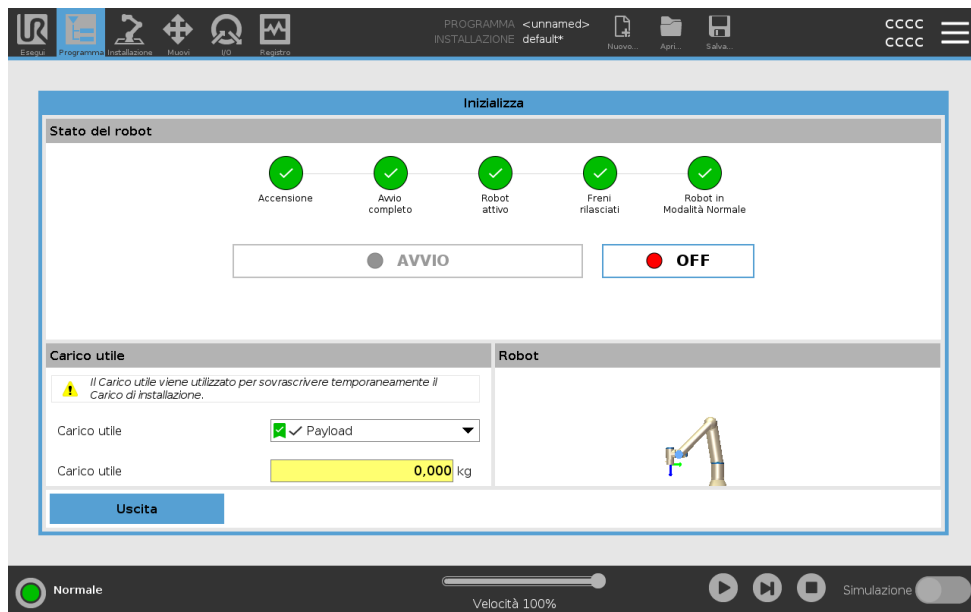 UR
Esegui
Programma
Installazione
Muovi
I/O
Registro
PROGRAMMA <unnamed>
INSTALLAZIONE default*
Nuovo...
Apri...
Salva...
CCCC
CCCC
Inizializza
Stato del robot
Accensione
Avvio
completo
Robot
attivo
Freni
rilasciati
Robot in
Modalità Normale
AVVIO
OFF
Carico utile
Robot
Il Carico utile viene utilizzato per sovrascrivere temporaneamente il
Carico di installazione.
Carico utile
Payload
Carico utile
0,000 kg
Uscita
Normale
Velocità 100%
Simulazione